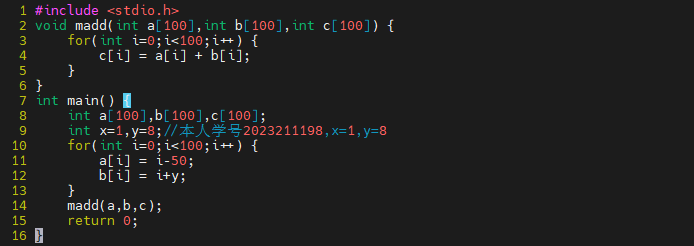 1 #include <stdio.h>
2 void madd(int a[100],int b[100],int c[100]) {
3     for(int i=0;i<100;i++) {
4         c[i] = a[i] + b[i];
5     }
6 }
7 int main() {
8     int a[100],b[100],c[100];
9     int x=1,y=8;//本人学号2023211198,x=1,y=8
10     for(int i=0;i<100;i++) {
11         a[i] = i-50;
12         b[i] = i+y;
13     }
14     madd(a,b,c);
15     return 0;
16 }